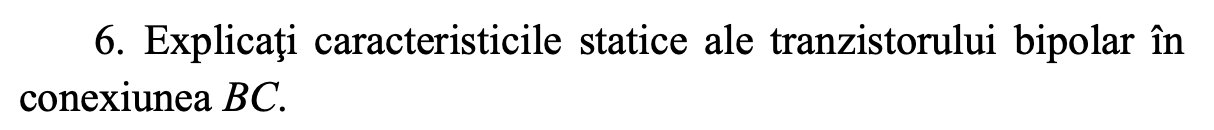 6. Explicaţi caracteristicile statice ale tranzistorului bipolar în
conexiunea BC.